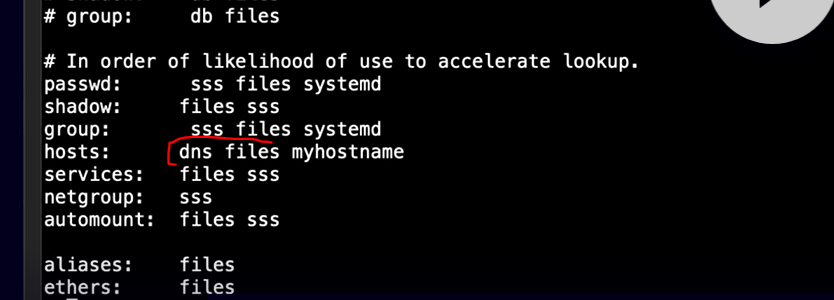 # group:      db files
# In order of likelihood of use to accelerate lookup.
passwd:      sss files systemd
shadow:     files sss
group:       sss files systemd
hosts:      dns files myhostname
services:   files sss
netgroup:   sss
automount:  files sss
aliases:    files
ethers:     files